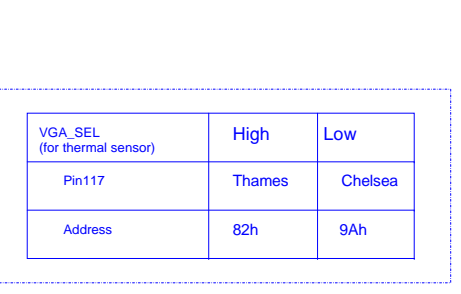 VGA_SEL High Low
(for thermal sensor)
Pin117 Thames Chelsea
Address 82h 9Ah